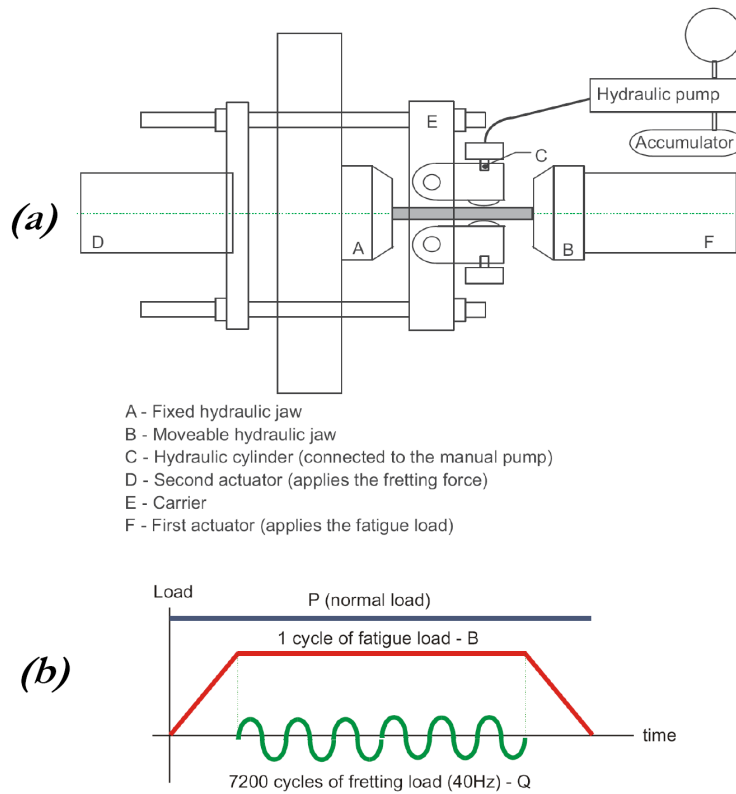 Hydraulic pump
Accumulator
E
C
(a)
D
A
B
F
A - Fixed hydraulic jaw
B - Moveable hydraulic jaw
C - Hydraulic cylinder (connected to the manual pump)
D - Second actuator (applies the fretting force)
E - Carrier
F - First actuator (applies the fatigue load)
Load
P (normal load)
1 cycle of fatigue load - B
(b)
time
7200 cycles of fretting load (40Hz) - Q